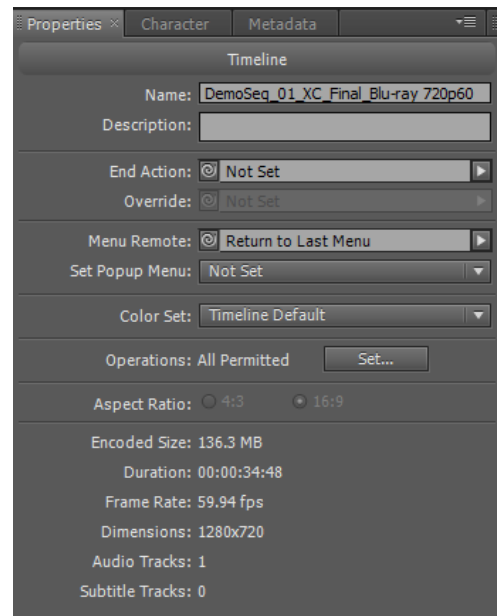 Properties × Character Metadata
Timeline
Name: DemoSeq_01_XC_Final_Blu-ray 720p60
Description:
End Action: Not Set
Override: Not Set
Menu Remote: Return to Last Menu
Set Popup Menu: Not Set
Color Set: Timeline Default
Operations: All Permitted Set...
Aspect Ratio: 4:3 16:9
Encoded Size: 136.3 MB
Duration: 00:00:34:48
Frame Rate: 59.94 fps
Dimensions: 1280x720
Audio Tracks: 1
Subtitle Tracks: 0